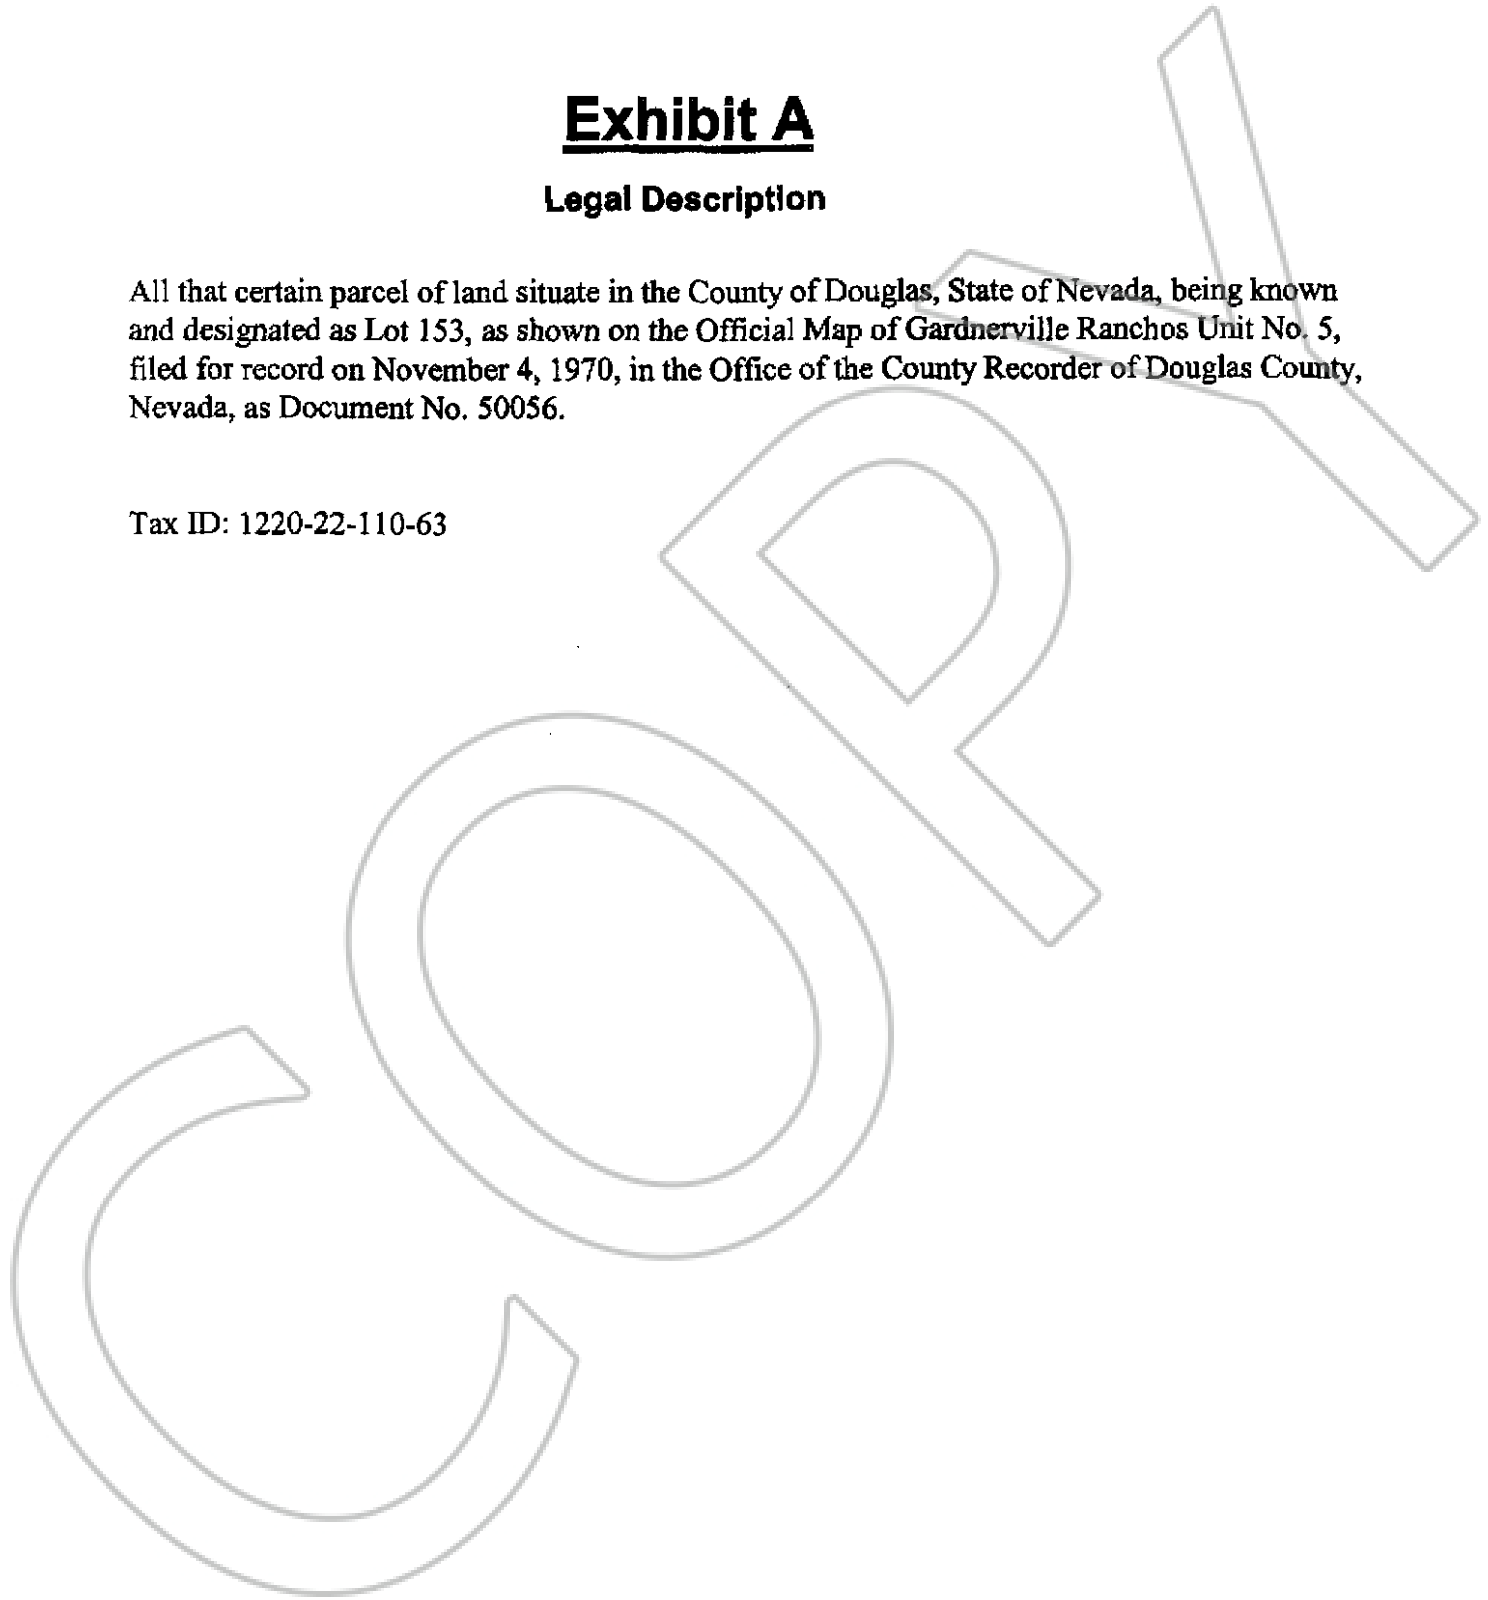 Exhibit A
Legal Description
All that certain parcel of land situate in the County of Douglas, State of Nevada, being known
and designated as Lot 153, as shown on the Official Map of Gardnerville Ranchos Unit No. 5,
filed for record on November 4, 1970, in the Office of the County Recorder of Douglas County,
Nevada, as Document No. 50056.
Tax ID: 1220-22-110-63
COPY